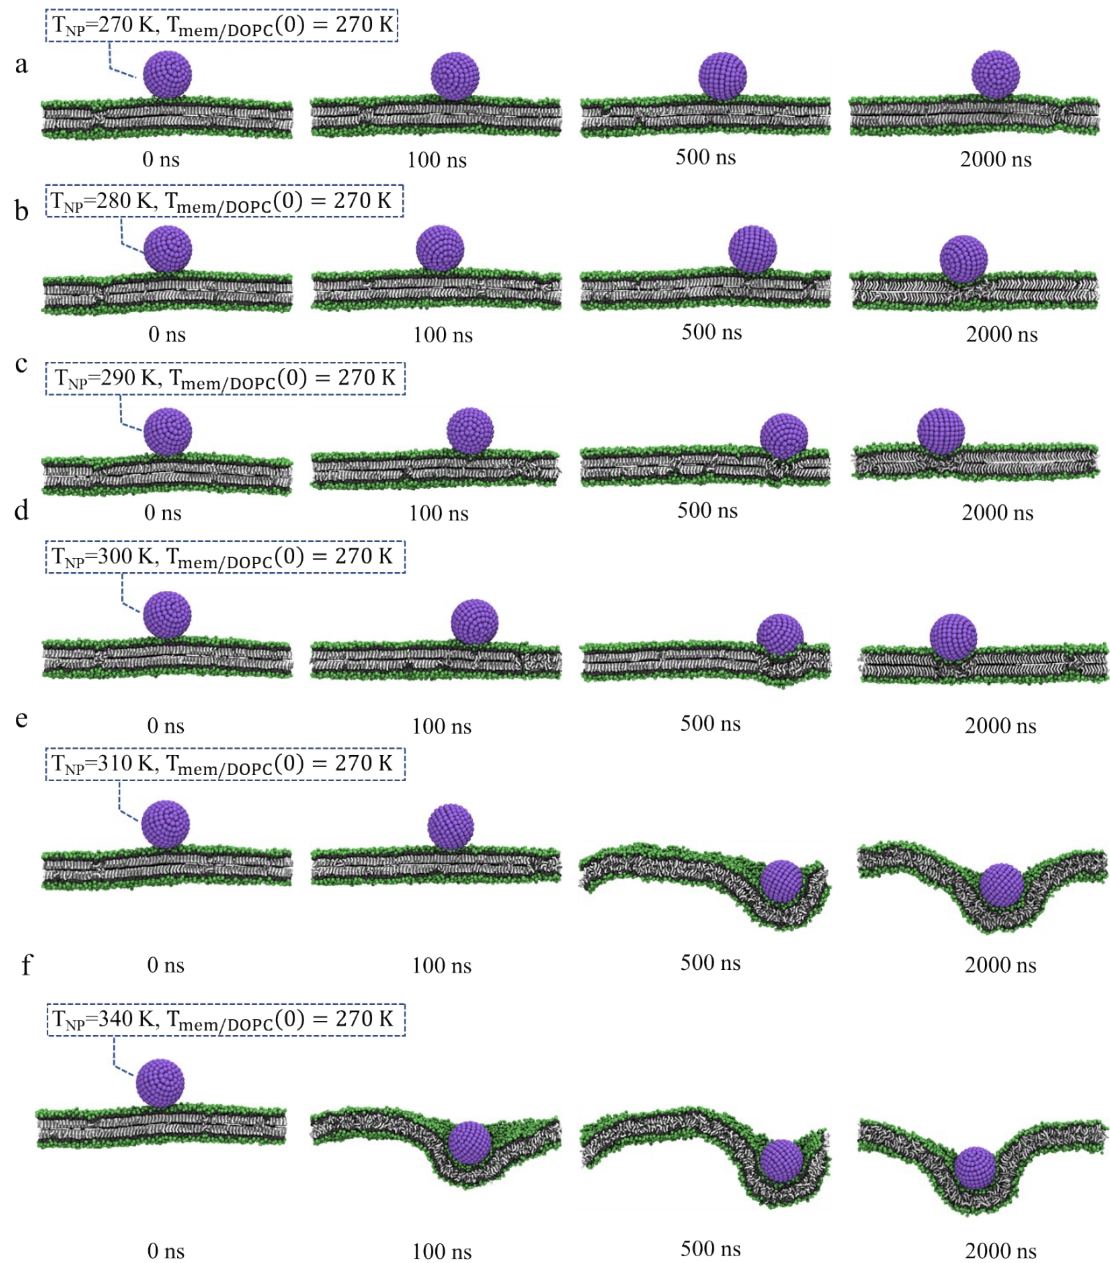 T_NP=270 K, T_mem/DOPC(0) = 270 K
a
0 ns 100 ns 500 ns 2000 ns
T_NP=280 K, T_mem/DOPC(0) = 270 K
b
0 ns 100 ns 500 ns 2000 ns
c
T_NP=290 K, T_mem/DOPC(0) = 270 K
0 ns 100 ns 500 ns 2000 ns
d
T_NP=300 K, T_mem/DOPC(0) = 270 K
0 ns 100 ns 500 ns 2000 ns
e
T_NP=310 K, T_mem/DOPC(0) = 270 K
0 ns 100 ns 500 ns 2000 ns
f
T_NP=340 K, T_mem/DOPC(0) = 270 K
0 ns 100 ns 500 ns 2000 ns